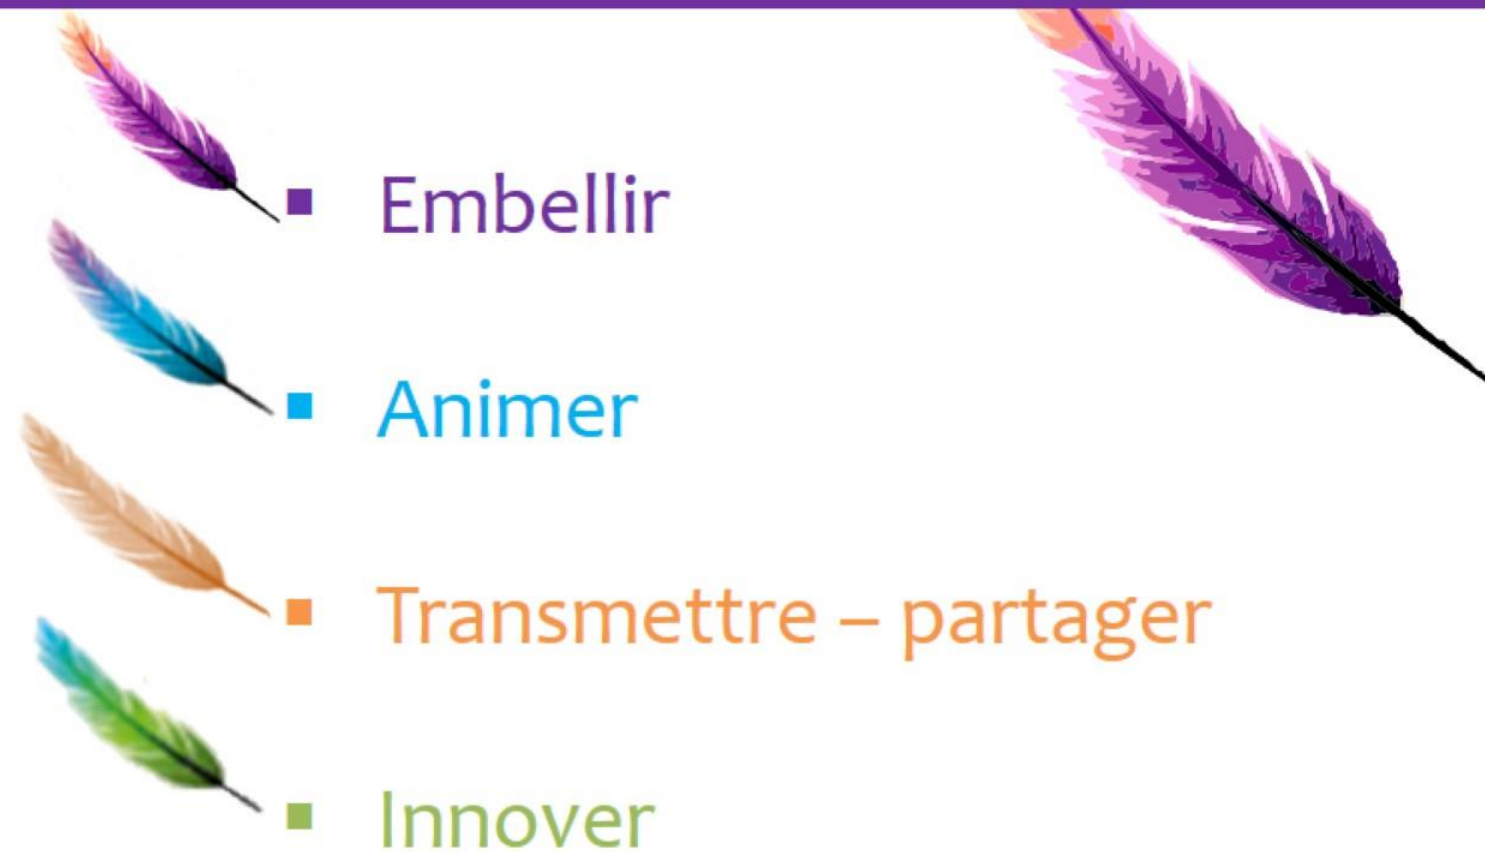 ▪ Embellir
▪ Animer
▪ Transmettre – partager
▪ Innover